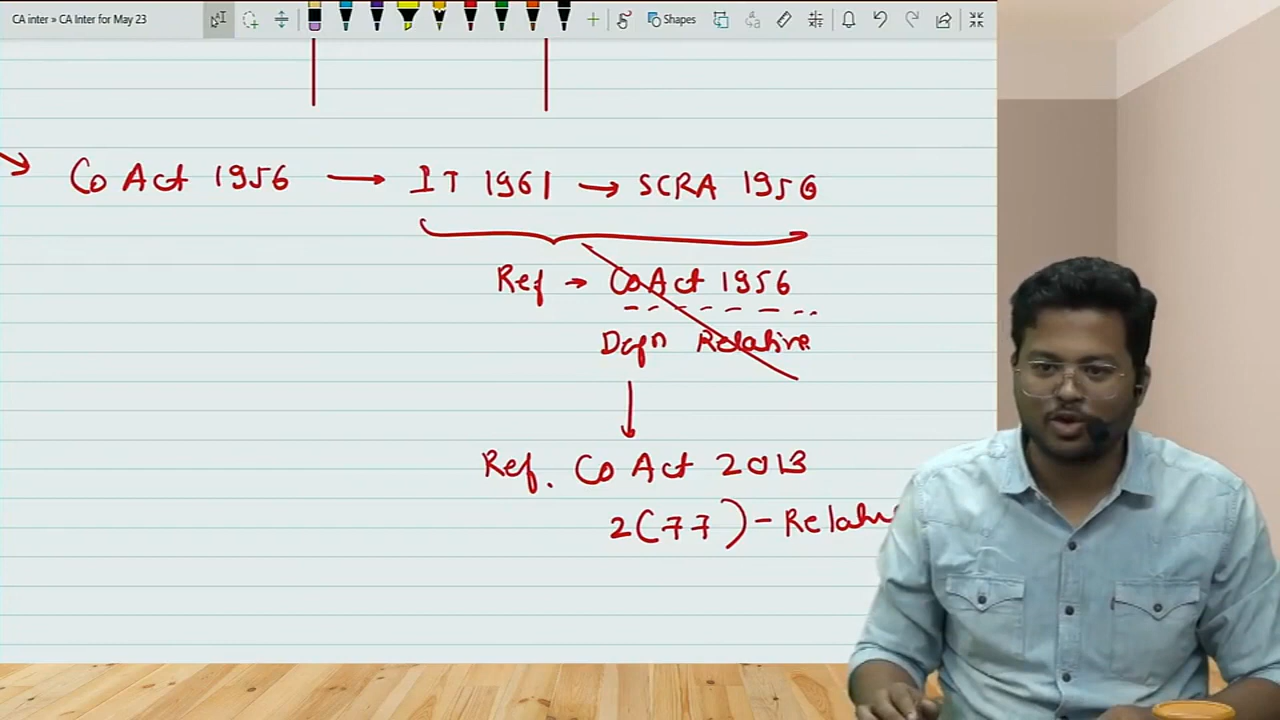 CA inter » CA Inter for May 23
Shapes
Co Act 1956 → IT 1961 → SCRA 1956
Ref → Co Act 1956
Defn Relative
Ref. Co Act 2013
2(77) - Relative